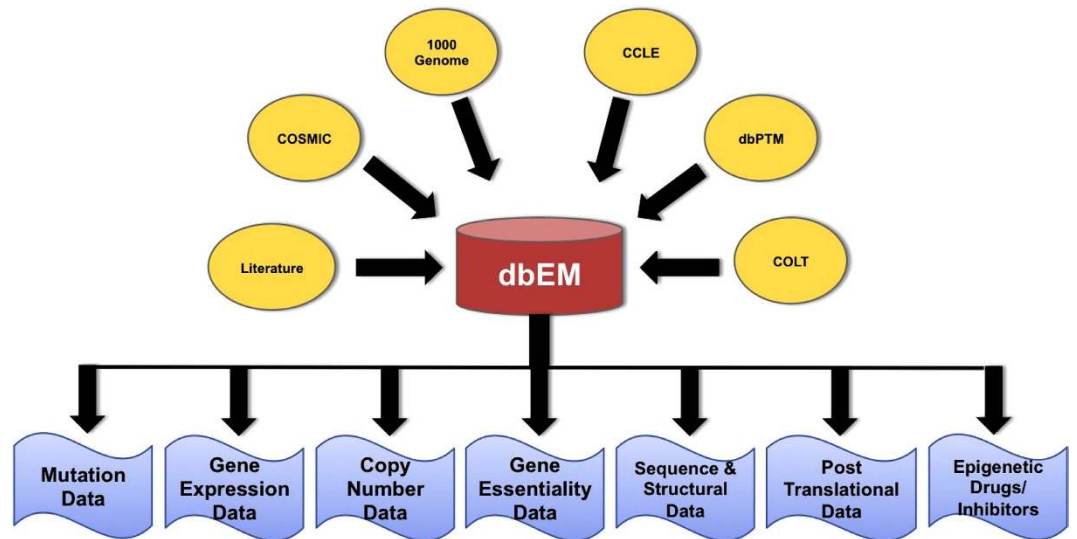 1000
Genome
CCLE
COSMIC
dbPTM
Literature
dbEM
COLT
Mutation
Data
Gene
Expression
Data
Copy
Number
Data
Gene
Essentiality
Data
Sequence &
Structural
Data
Post
Translational
Data
Epigenetic
Drugs/
Inhibitors